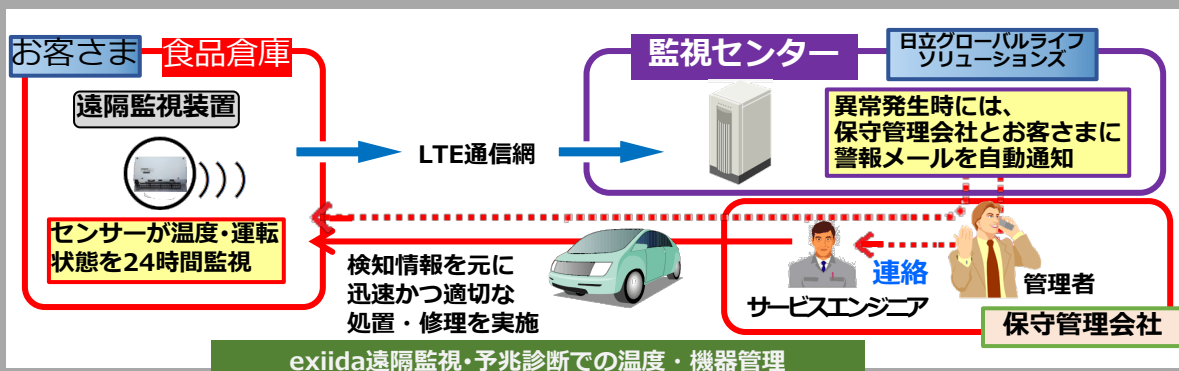 お客さま
食品倉庫
遠隔監視装置
センサーが温度・運転
状態を24時間監視
LTE通信網
監視センター
日立グローバルライフ
ソリューションズ
異常発生時には、
保守管理会社とお客さまに
警報メールを自動通知
検知情報を元に
迅速かつ適切な
処置・修理を実施
サービスエンジニア
連絡
管理者
保守管理会社
exiida遠隔監視・予兆診断での温度・機器管理